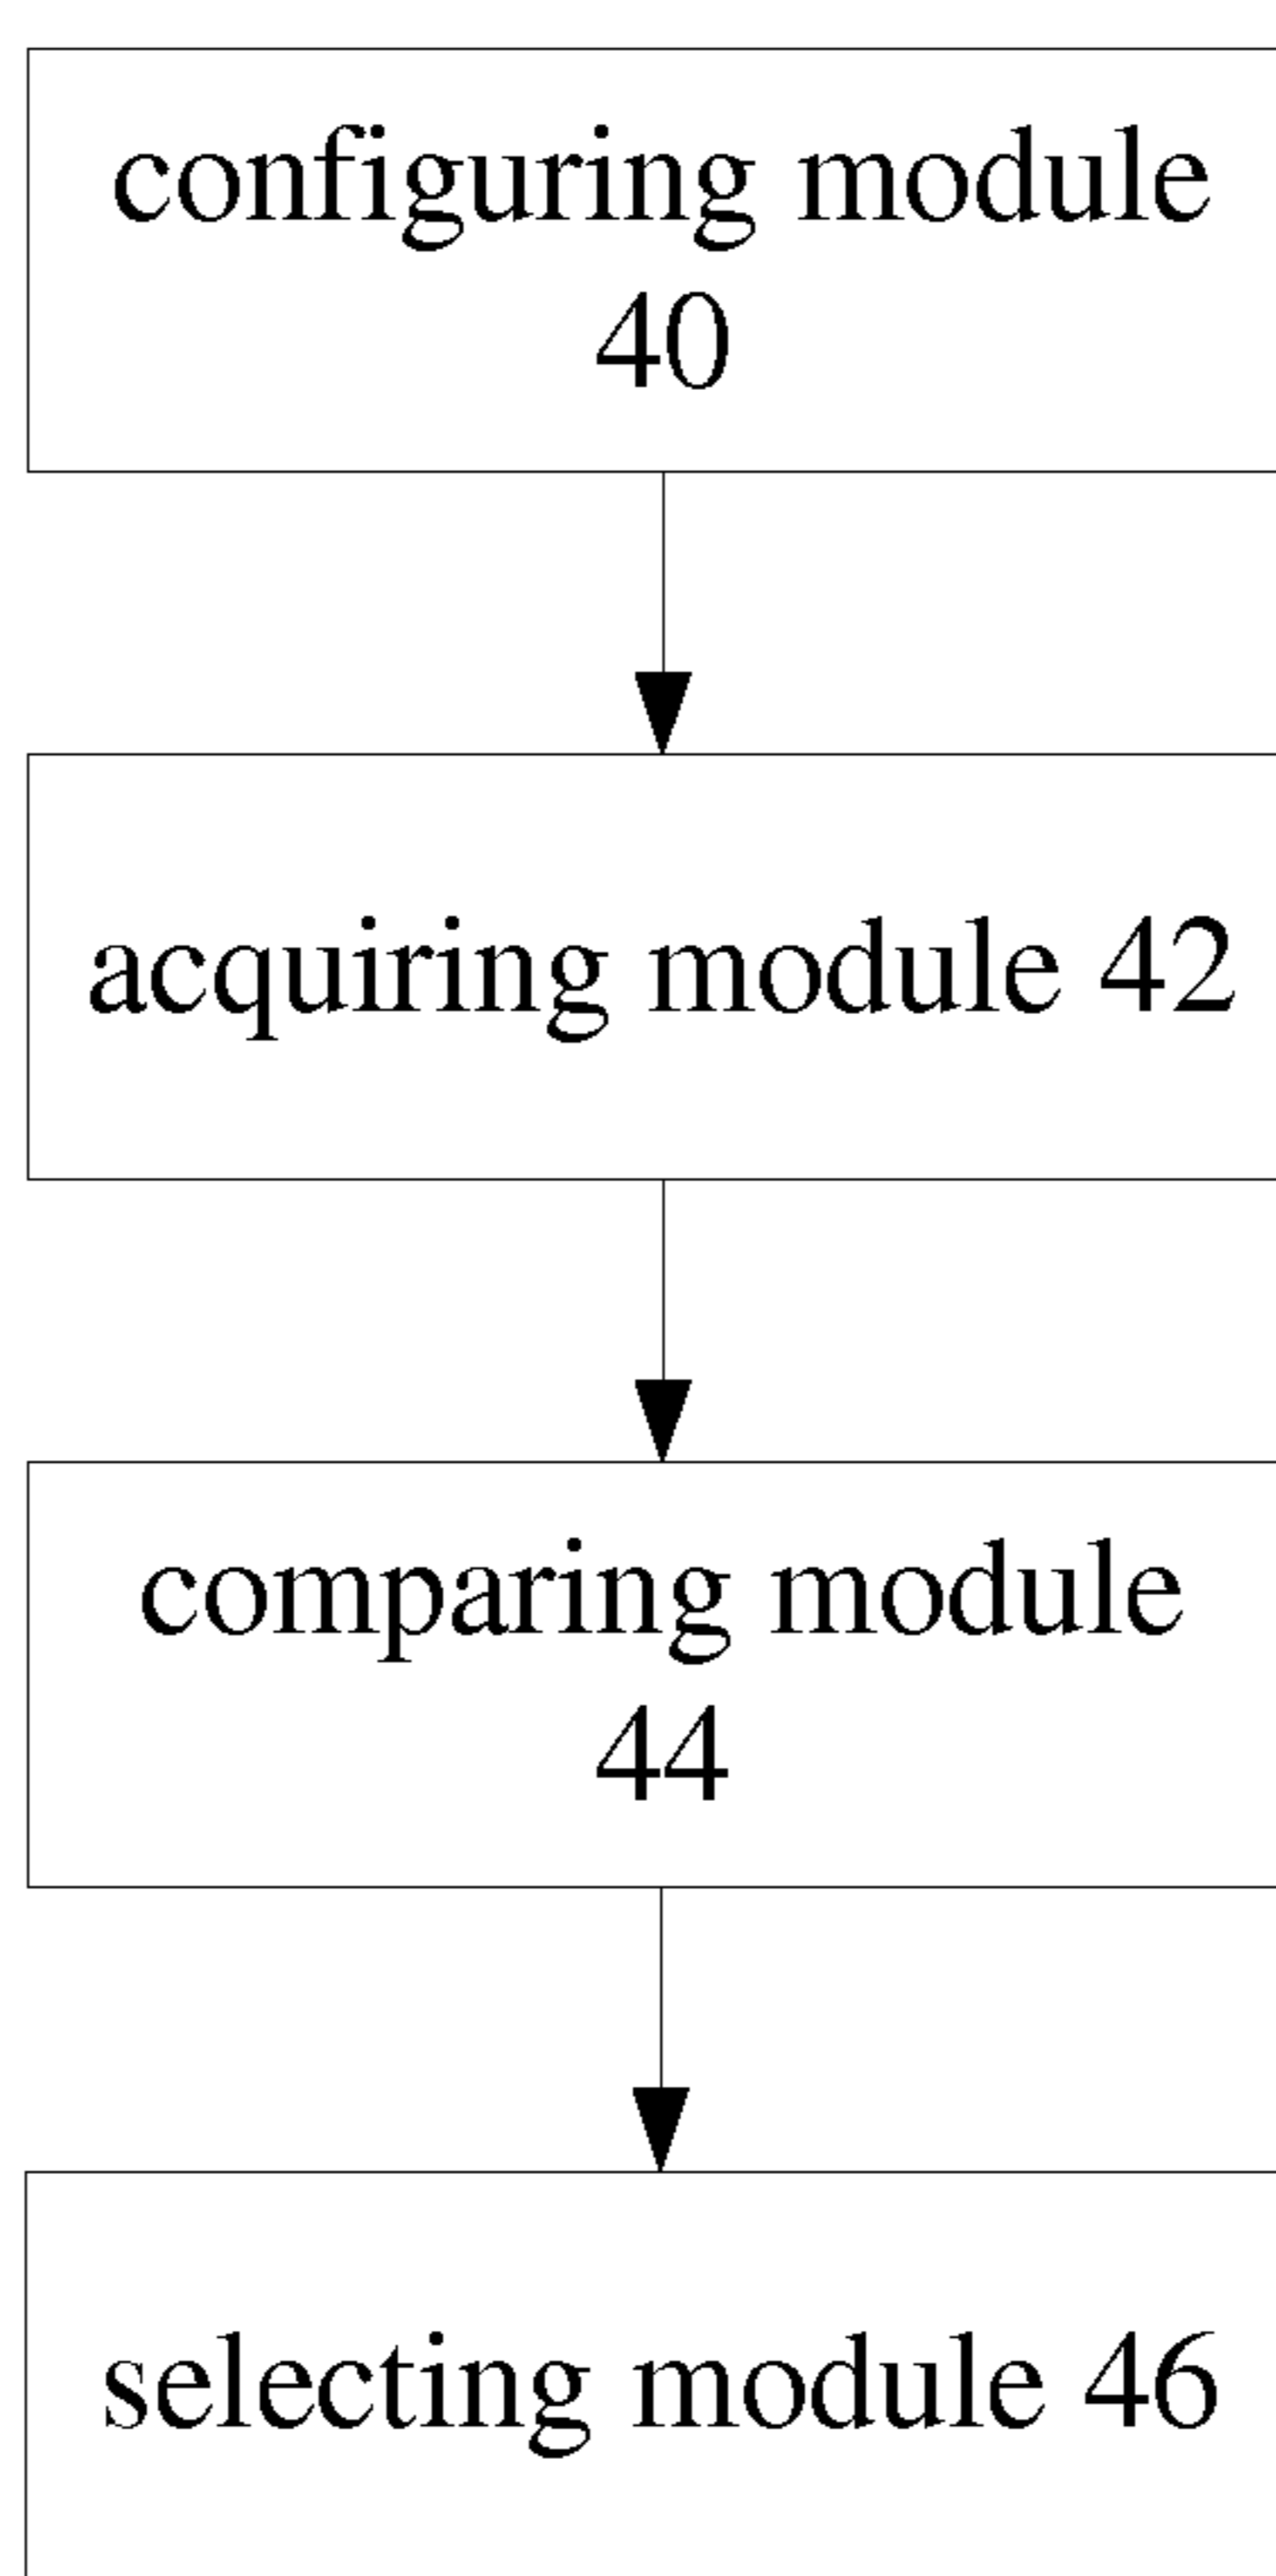 configuring module
40
acquiring module 42
comparing module
44
selecting module 46